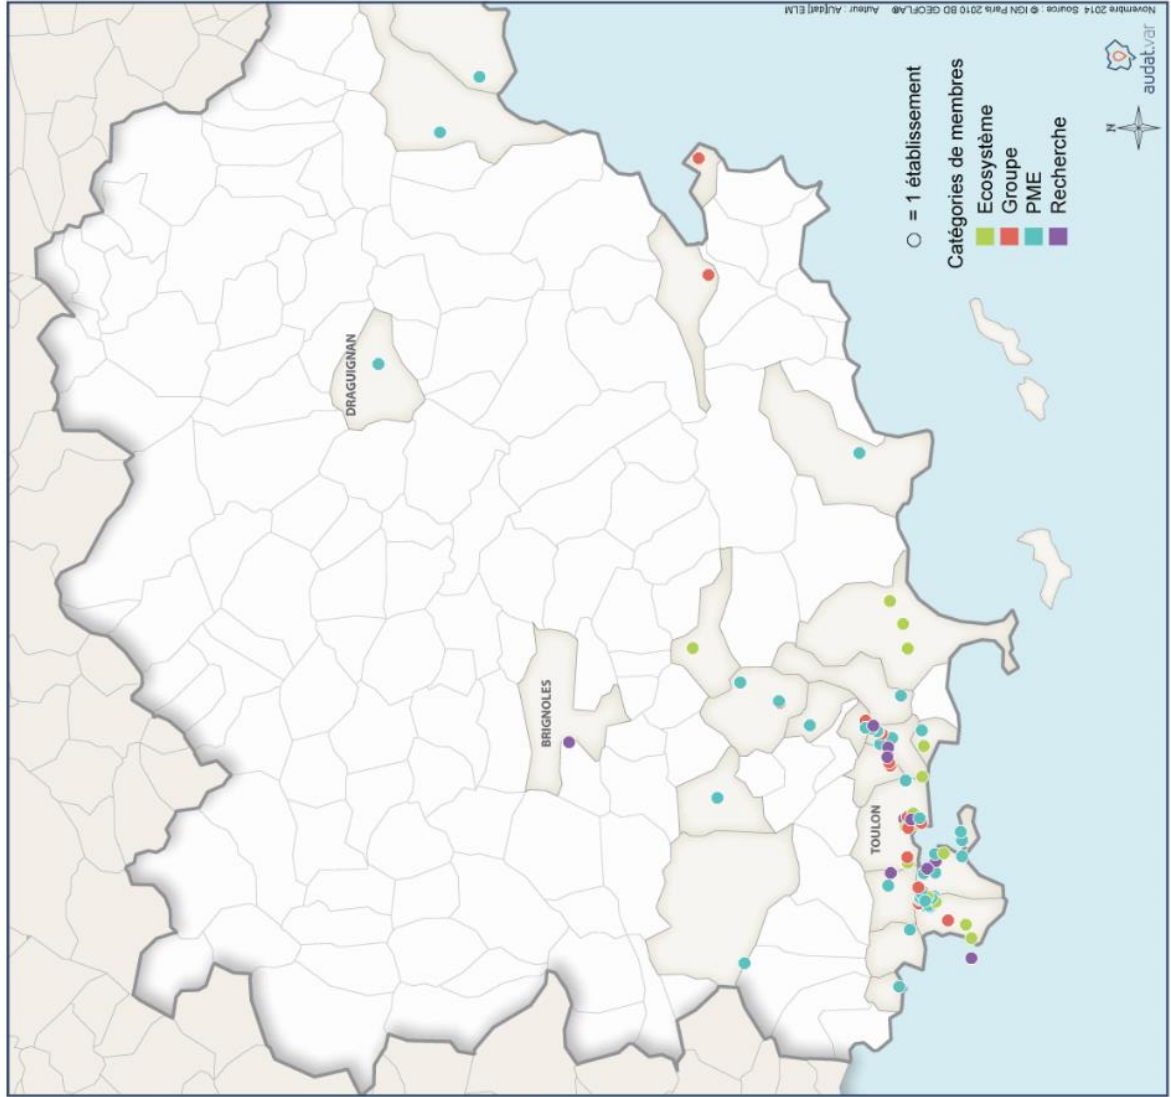 DRAGUIGNAN
BRIGNOLES
TOULON
○ = 1 établissement
Catégories de membres
Ecosystème
Groupe
PME
Recherche
N
audat.var
Novembre 2014 Source : © IGN Paris 2010 BD GEOFLA® Auteur : AU[dat] ELM